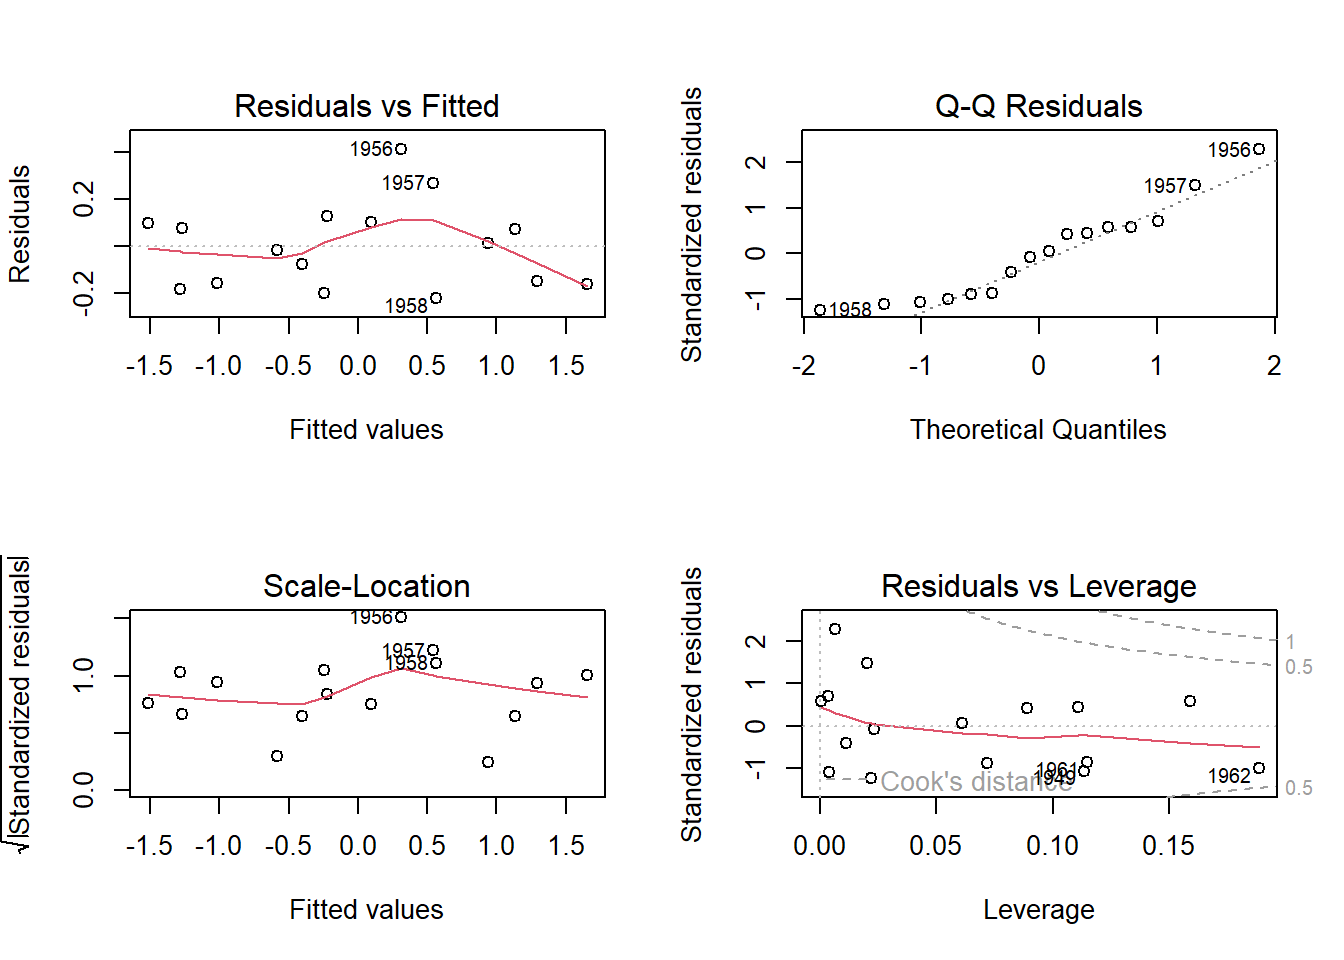 Residuals vs Fitted
Residuals
-0.2 0.2
1956
1957
1958
-1.5 -1.0 -0.5 0.0 0.5 1.0 1.5
Fitted values
Q-Q Residuals
Standardized residuals
-1 0 1 2
1956
1957
1958
-2 -1 0 1 2
Theoretical Quantiles
Scale-Location
√|Standardized residuals|
0.0 1.0
1956
1957
1958
-1.5 -1.0 -0.5 0.0 0.5 1.0 1.5
Fitted values
Residuals vs Leverage
Standardized residuals
-1 0 1 2
1
0.5
0.5
Cook's distance
1961
1949
1962
0.00 0.05 0.10 0.15
Leverage